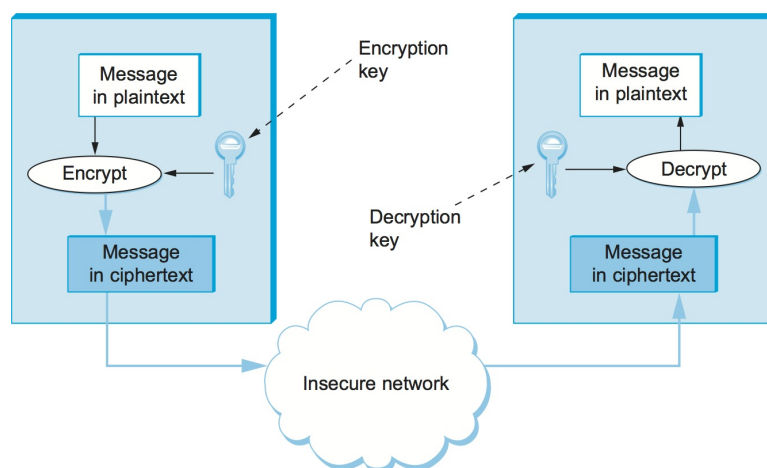 Message
in plaintext
Encrypt
Message
in ciphertext
Encryption
key
Decryption
key
Insecure network
Message
in plaintext
Decrypt
Message
in ciphertext